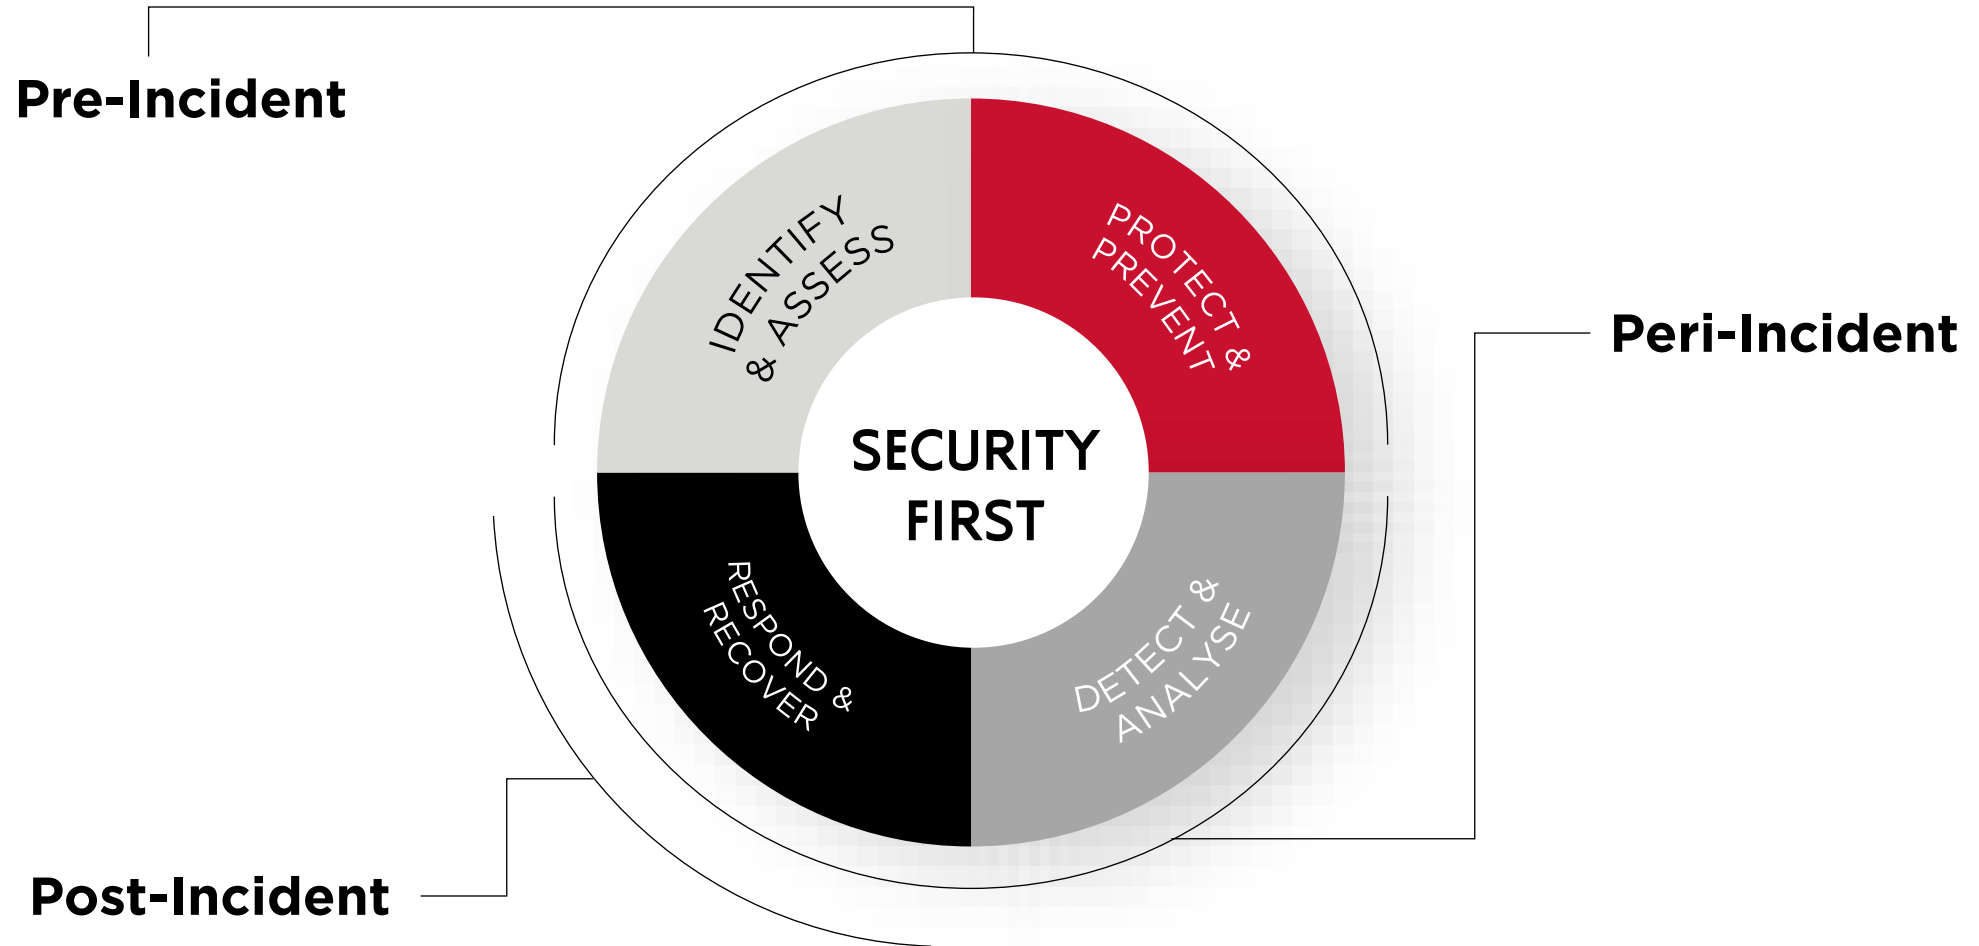 Pre-Incident
IDENTIFY
& ASSESS
PROTECT &
PREVENT
Peri-Incident
SECURITY
FIRST
RESPOND &
RECOVER
DETECT &
ANALYSE
Post-Incident